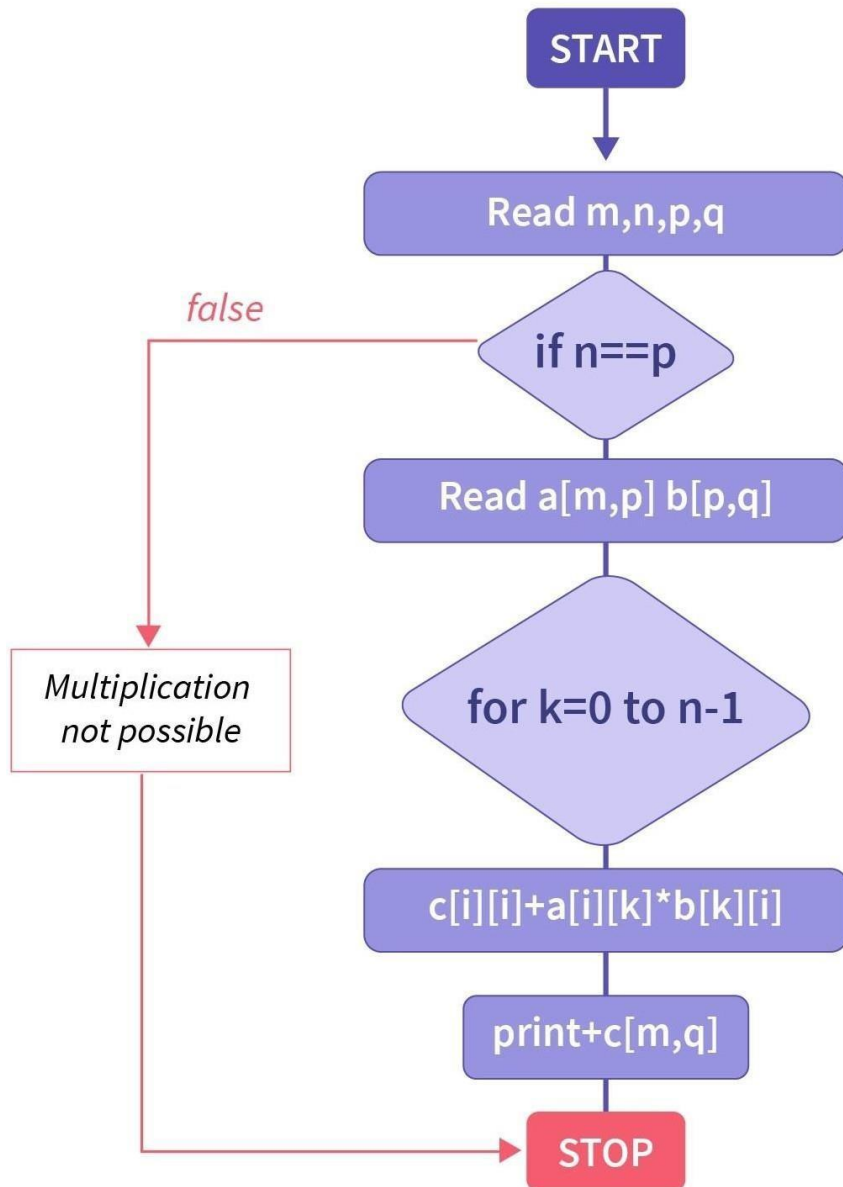 START
Read m,n,p,q
false
if n==p
Read a[m,p] b[p,q]
for k=0 to n-1
Multiplication
not possible
c[i][i]+a[i][k]*b[k][i]
print+c[m,q]
STOP